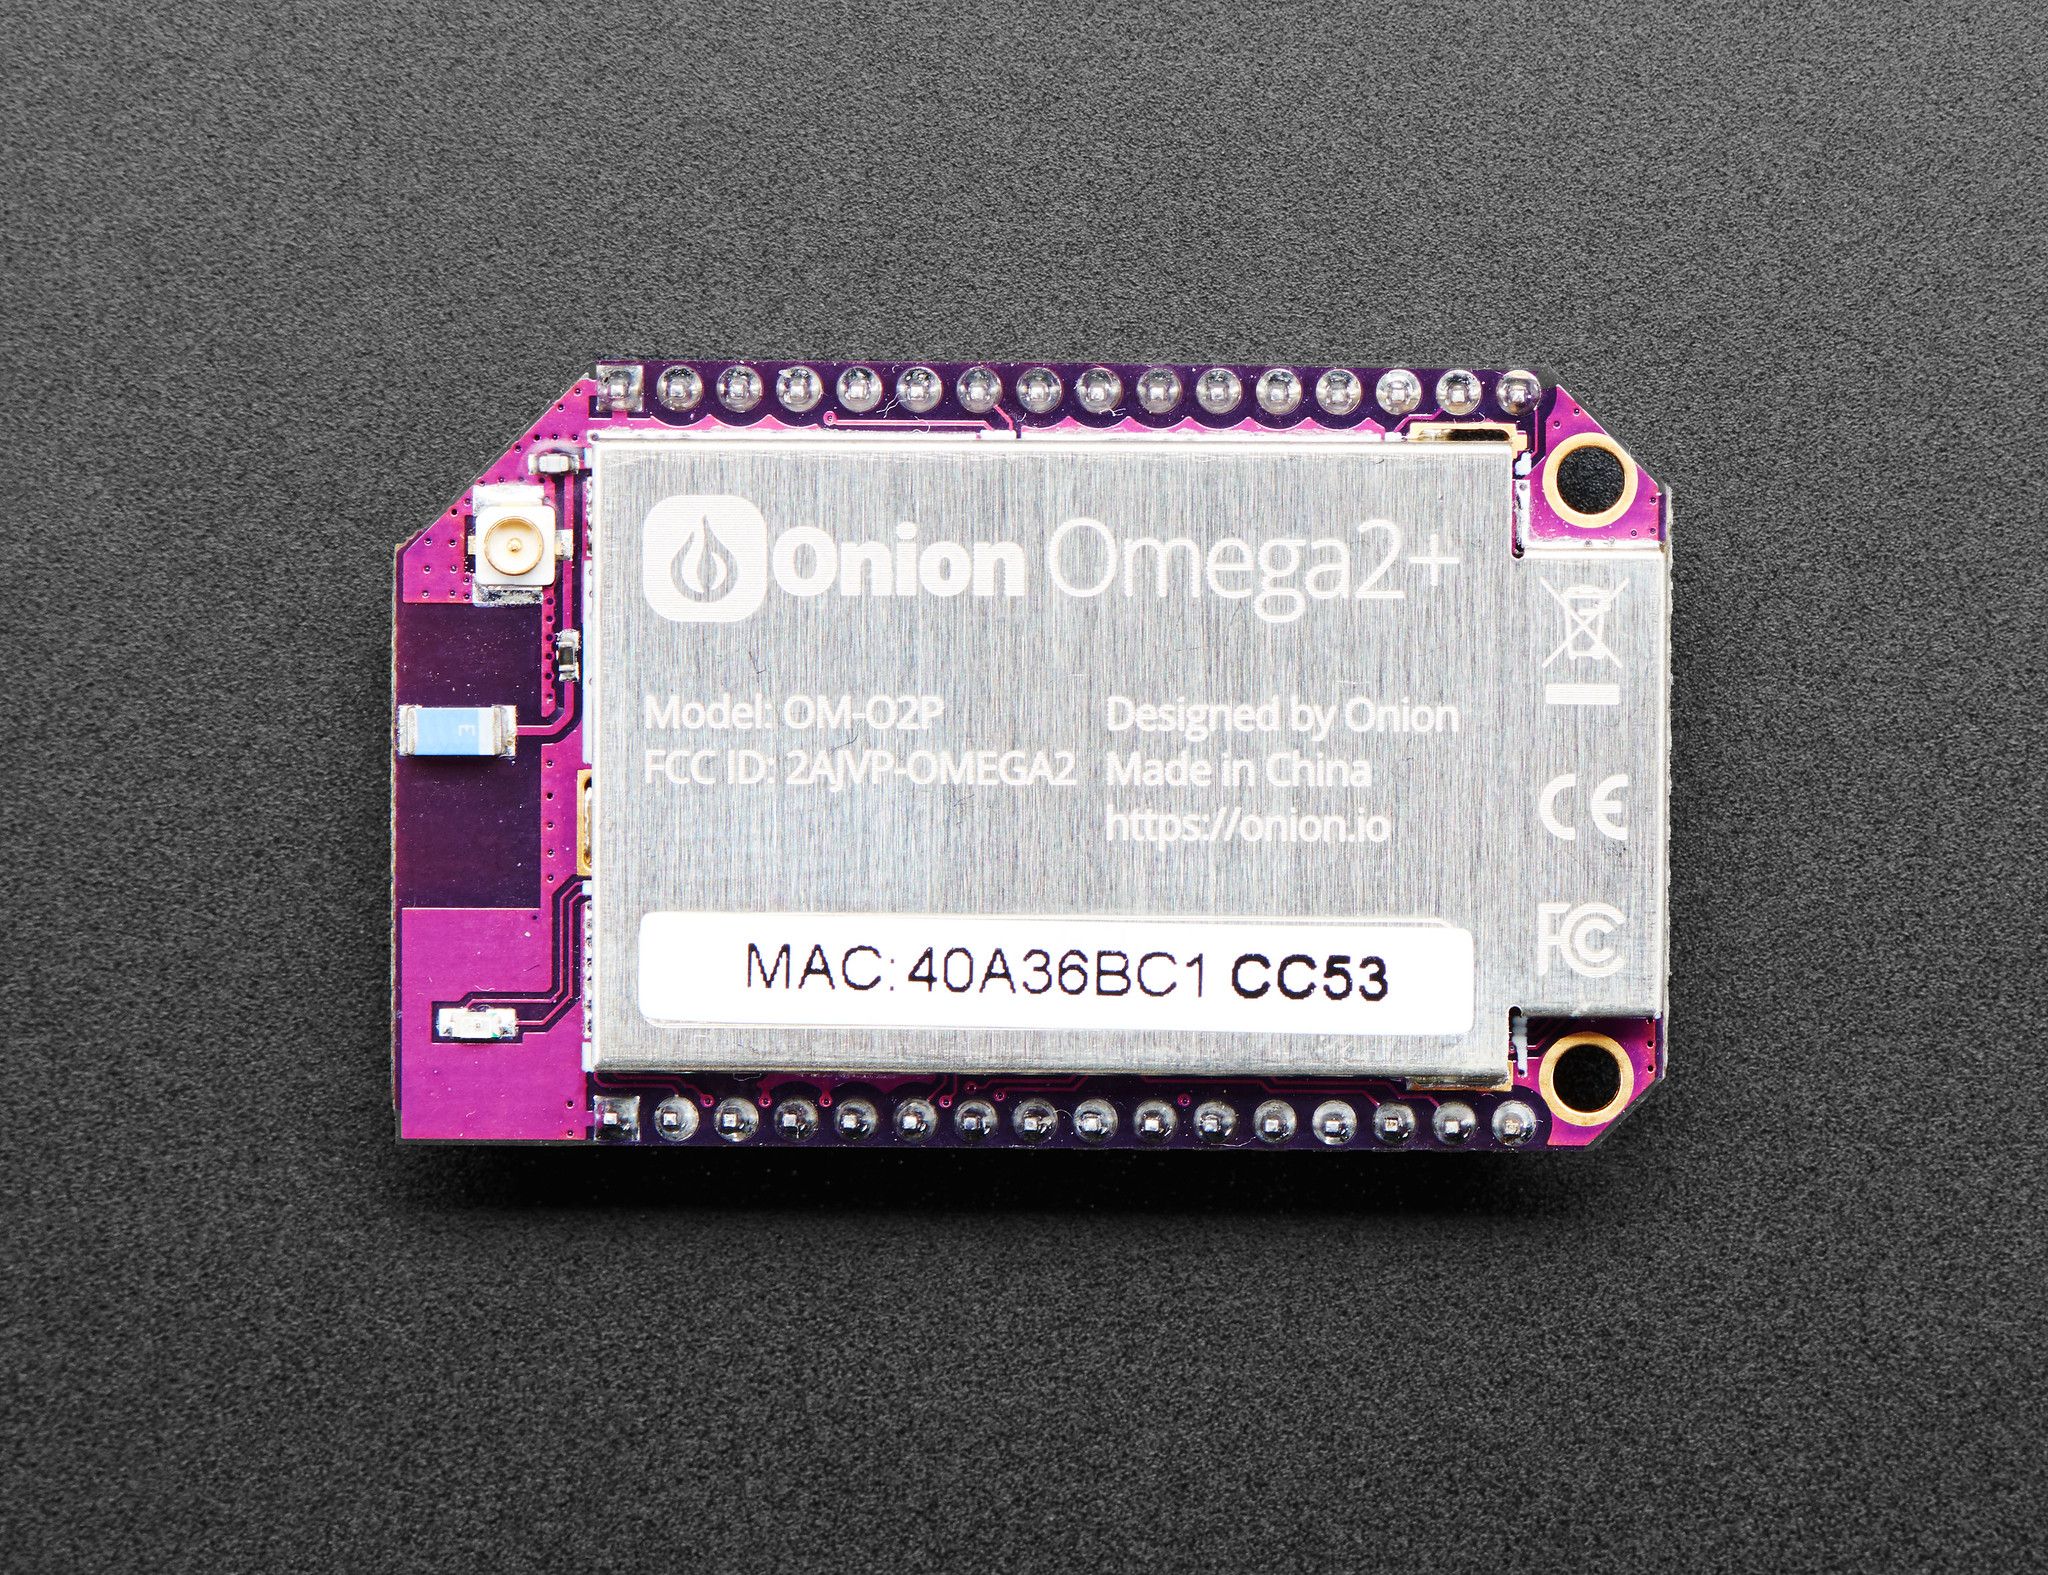 Onion Omega2+
Model: OM-O2P
FCC ID: 2AJVP-OMEGA2
Designed by Onion
Made in China
https://onion.io
MAC: 40A36BC1 CC53
CE
FC
E